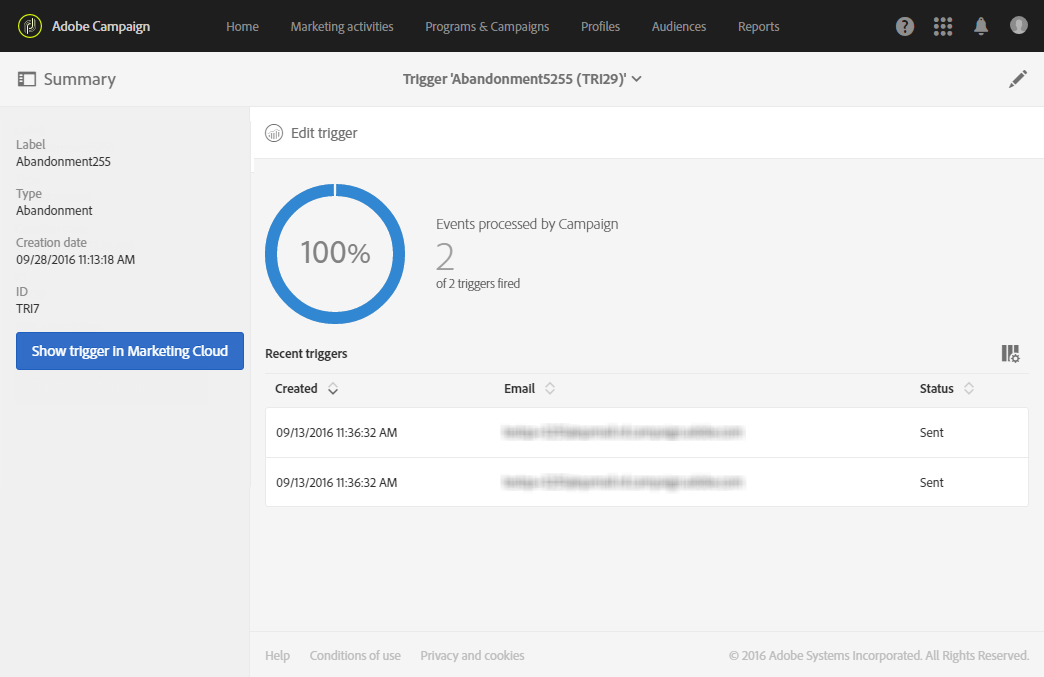 Adobe Campaign Home Marketing activities Programs & Campaigns Profiles Audiences Reports ?
Summary Trigger 'Abandonment5255 (TRI29)'
Label
Abandonment255
Type
Abandonment
Creation date
09/28/2016 11:13:18 AM
ID
TRI7
Show trigger in Marketing Cloud
Edit trigger
100%
Events processed by Campaign
2
of 2 triggers fired
Recent triggers
Created Email Status
09/13/2016 11:36:32 AM Sent
09/13/2016 11:36:32 AM Sent
Help Conditions of use Privacy and cookies © 2016 Adobe Systems Incorporated. All Rights Reserved.